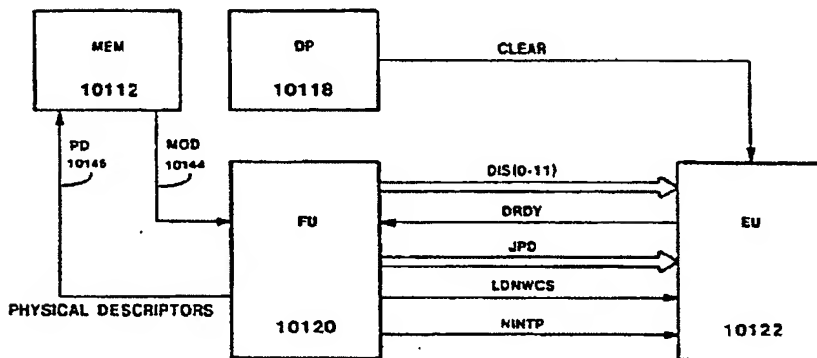 MEM
10112
DP
10118
CLEAR
PD
10145
MOD
10144
DIS(0-11)
DRDY
FU
JPD
EU
LDNWCS
PHYSICAL DESCRIPTORS
NINTP
10120
10122